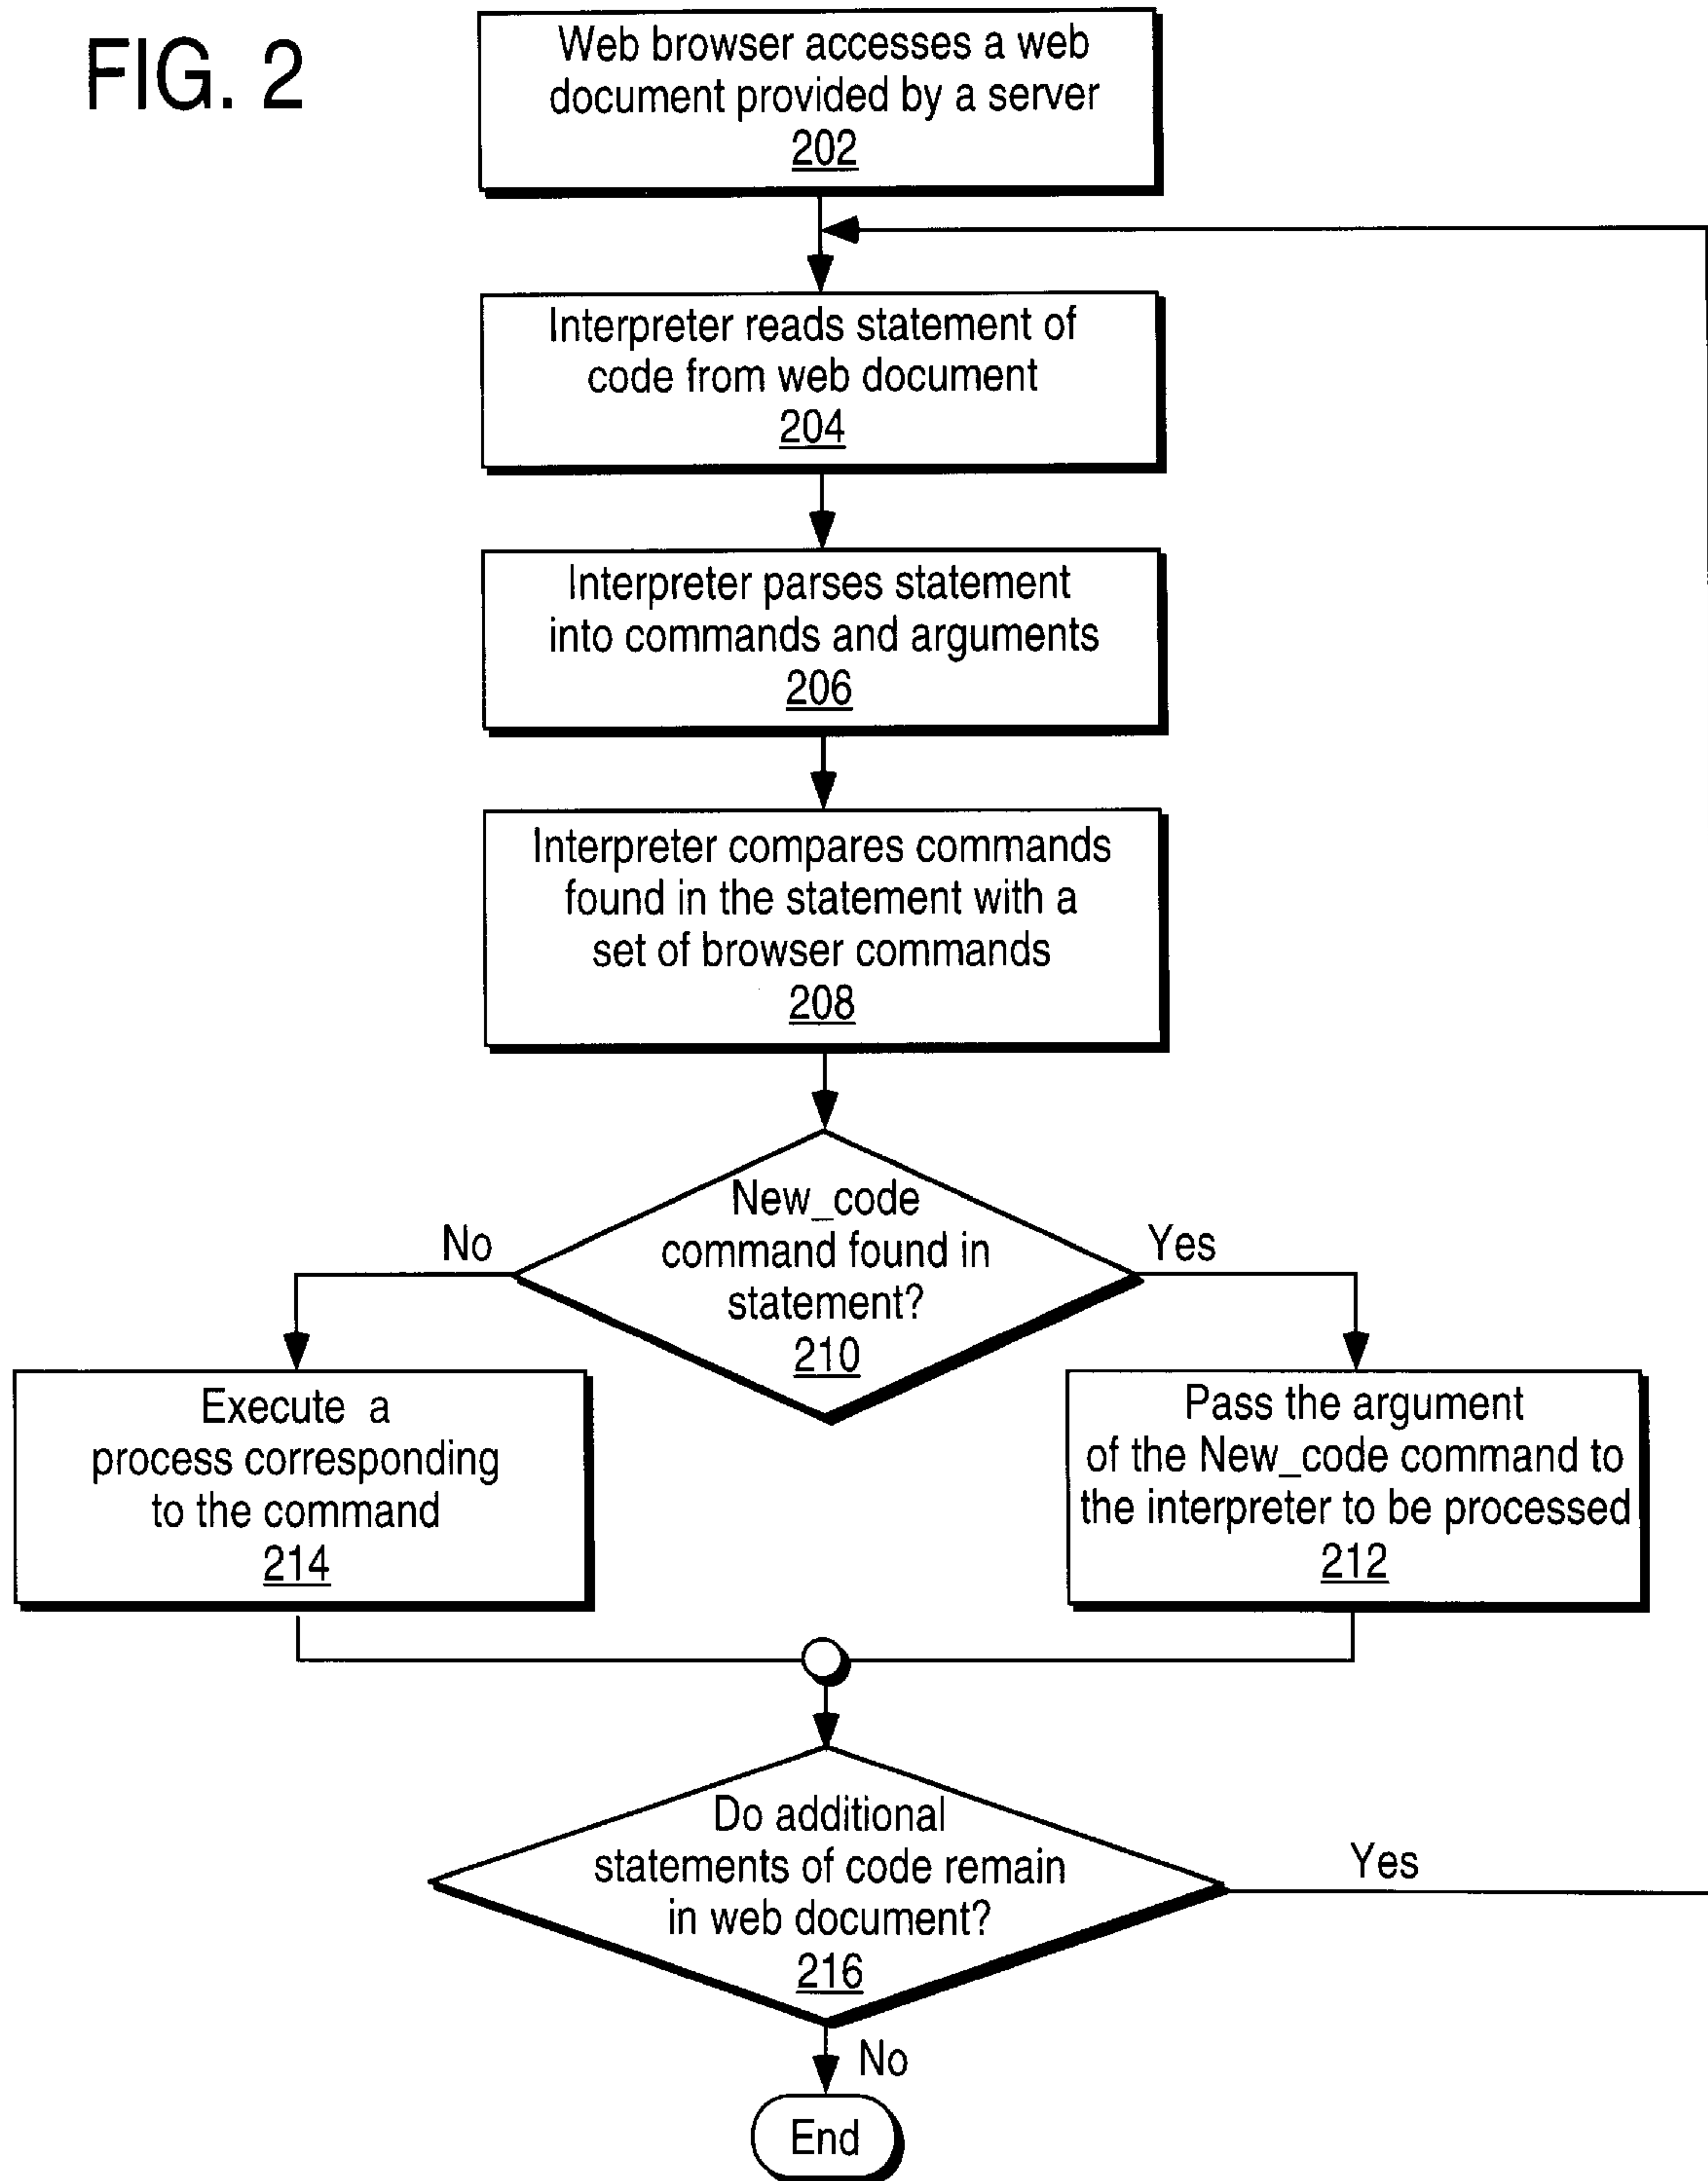 FIG. 2
Web browser accesses a web
document provided by a server
202
Interpreter reads statement of
code from web document
204
Interpreter parses statement
into commands and arguments
206
Interpreter compares commands
found in the statement with a
set of browser commands
208
New_code
command found in
statement?
210
No
Yes
Execute a
process corresponding
to the command
214
Pass the argument
of the New_code command to
the interpreter to be processed
212
Do additional
statements of code remain
in web document?
216
Yes
No
End